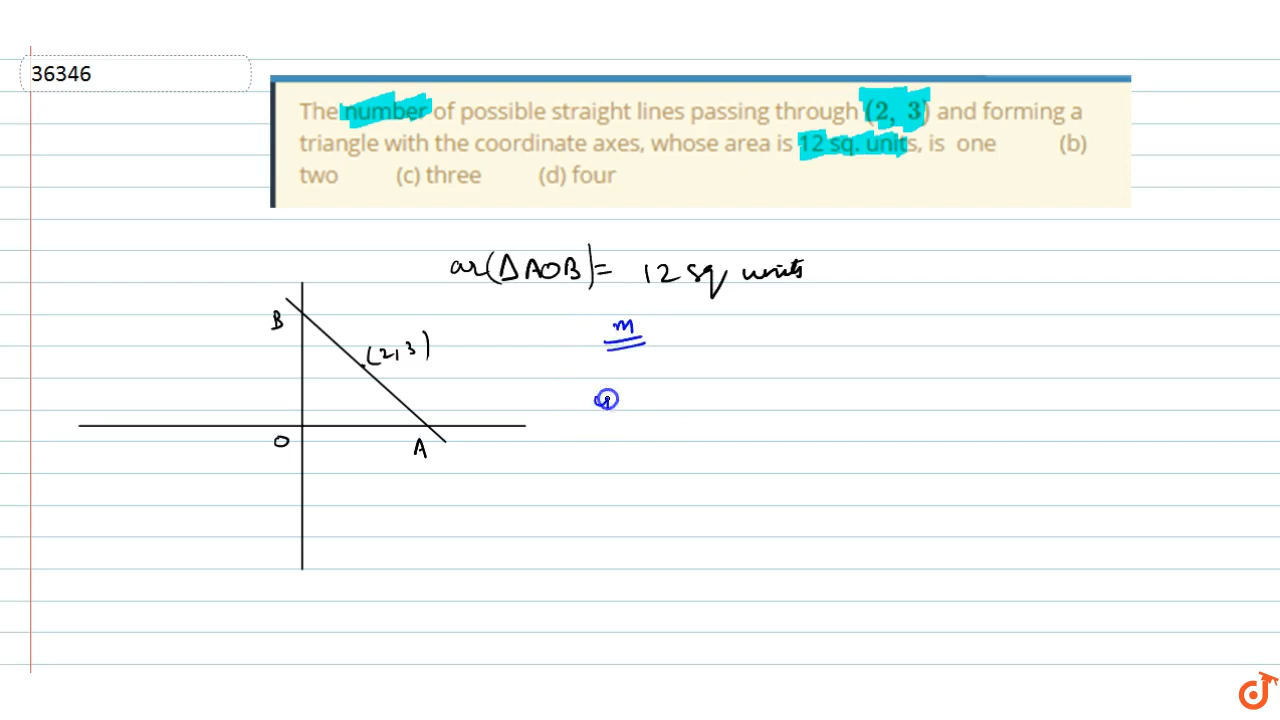 36346
The number of possible straight lines passing through (2, 3) and forming a
triangle with the coordinate axes, whose area is 12 sq. units, is one (b)
two (c) three (d) four
ar(ΔAOB)= 12 sq units
m
B
(2,3)
O
A